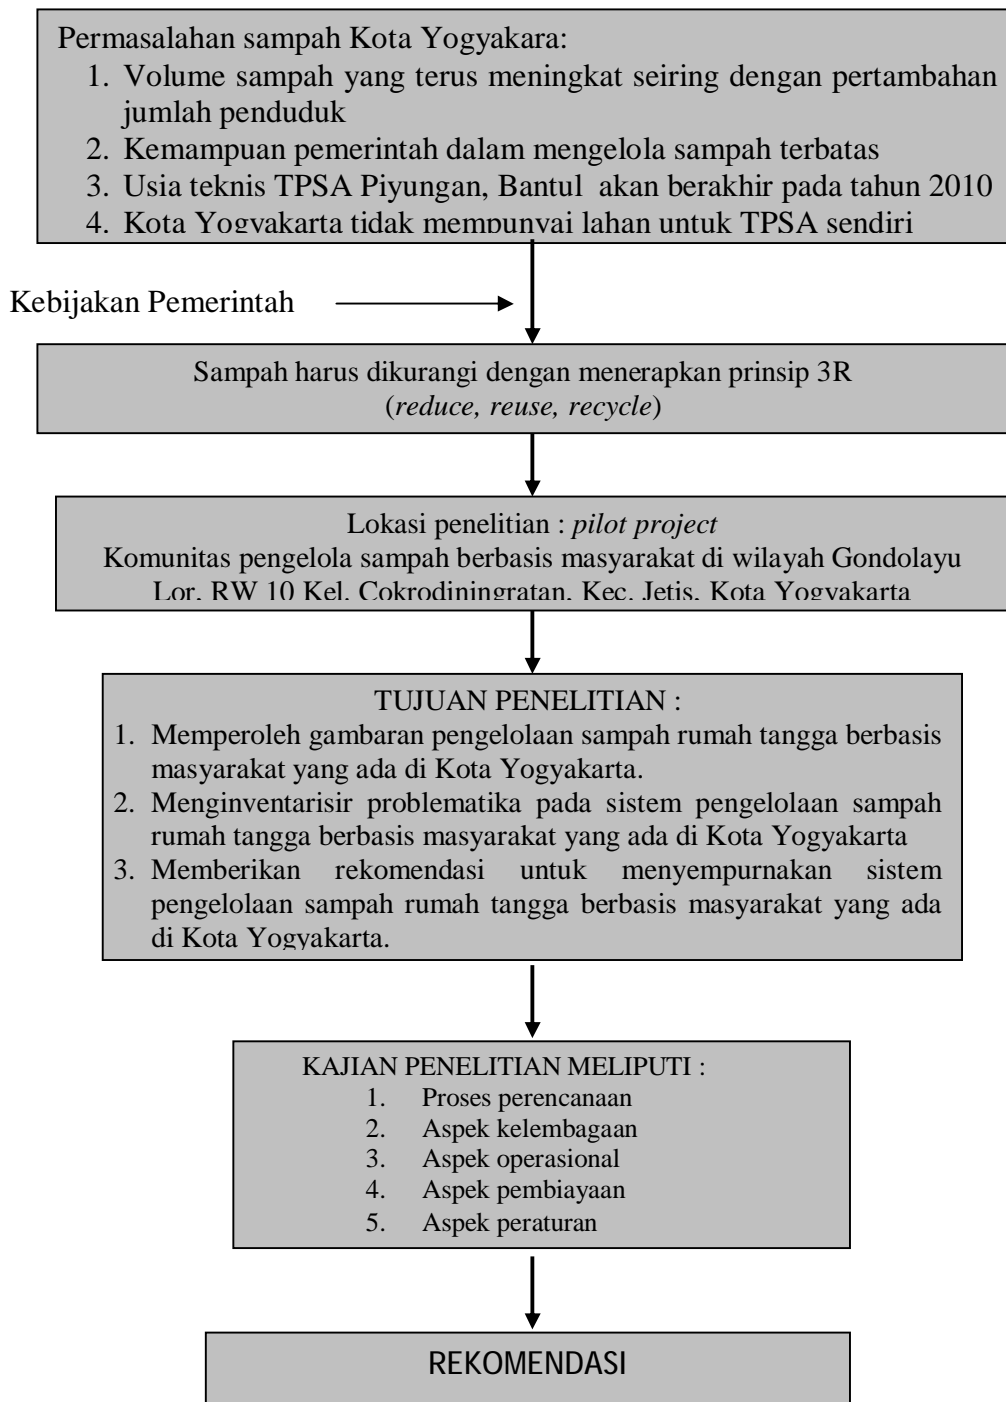 Permasalahan sampah Kota Yogyakara:
1. Volume sampah yang terus meningkat seiring dengan pertambahan
jumlah penduduk
2. Kemampuan pemerintah dalam mengelola sampah terbatas
3. Usia teknis TPSA Piyungan, Bantul akan berakhir pada tahun 2010
4. Kota Yogyakarta tidak mempunyai lahan untuk TPSA sendiri
Kebijakan Pemerintah
Sampah harus dikurangi dengan menerapkan prinsip 3R
(reduce, reuse, recycle)
Lokasi penelitian : pilot project
Komunitas pengelola sampah berbasis masyarakat di wilayah Gondolayu
Lor, RW 10 Kel. Cokrodiningratan, Kec. Jetis, Kota Yogyakarta
TUJUAN PENELITIAN :
1. Memperoleh gambaran pengelolaan sampah rumah tangga berbasis
masyarakat yang ada di Kota Yogyakarta.
2. Menginventarisir problematika pada sistem pengelolaan sampah
rumah tangga berbasis masyarakat yang ada di Kota Yogyakarta
3. Memberikan rekomendasi untuk menyempurnakan sistem
pengelolaan sampah rumah tangga berbasis masyarakat yang ada
di Kota Yogyakarta.
KAJIAN PENELITIAN MELIPUTI :
1. Proses perencanaan
2. Aspek kelembagaan
3. Aspek operasional
4. Aspek pembiayaan
5. Aspek peraturan
REKOMENDASI